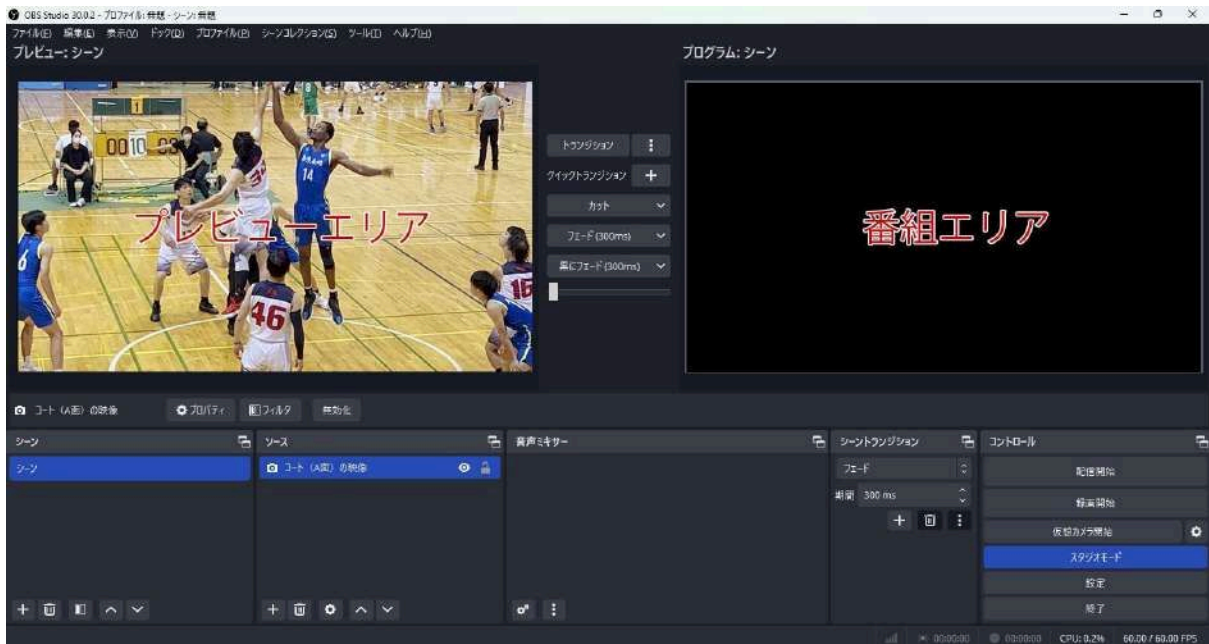 OBS Studio 30.0.2 - プロファイル: 無題 - シーン: 無題
ファイル(F) 編集(E) 表示(V) ドック(D) プロファイル(P) シーンコレクション(S) ツール(T) ヘルプ(H)
プレビュー: シーン
プログラム: シーン
1
00 10 00
14
6
46
16
プレビューエリア
トランジション
クイックトランジション
カット
フェード (300ms)
黒にフェード (300ms)
番組エリア
コート (A面) の映像
プロパティ
フィルタ
無効化
シーン
ソース
音声ミキサー
シーントランジション
コントロール
シーン
コート (A面) の映像
フェード
期間 300 ms
配信開始
録画開始
仮想カメラ開始
スタジオモード
設定
終了
00:00:00
00:00:00
CPU: 0.2%
60.00 / 60.00 FPS